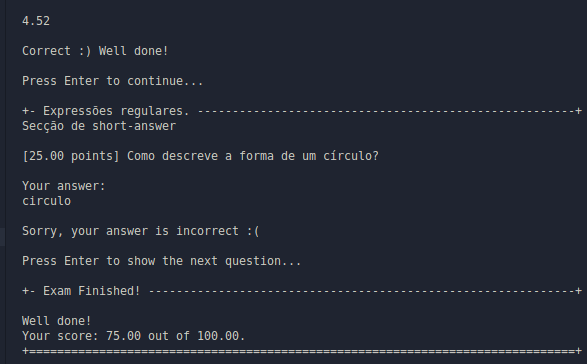 4.52
Correct :) Well done!
Press Enter to continue...
+- Expressões regulares. ------------------------------------------------------+
Secção de short-answer
[25.00 points] Como descreve a forma de um círculo?
Your answer:
circulo
Sorry, your answer is incorrect :(
Press Enter to show the next question...
+- Exam Finished! -------------------------------------------------------------+
Well done!
Your score: 75.00 out of 100.00.
+==============================================================================+